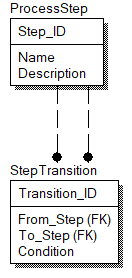 ProcessStep
Step_ID
Name
Description
StepTransition
Transition_ID
From_Step (FK)
To_Step (FK)
Condition